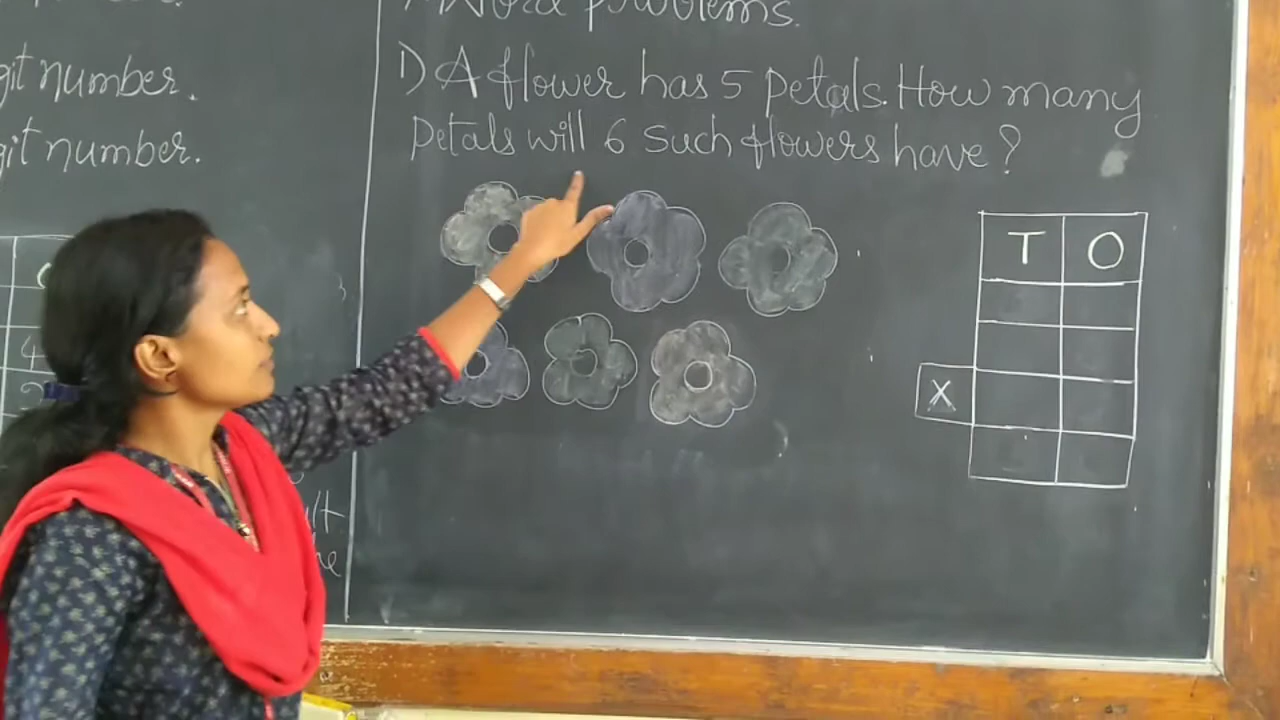 git number.
git number.
Word problems.
1) A flower has 5 petals. How many
Petals will 6 such flowers have?
T O
X